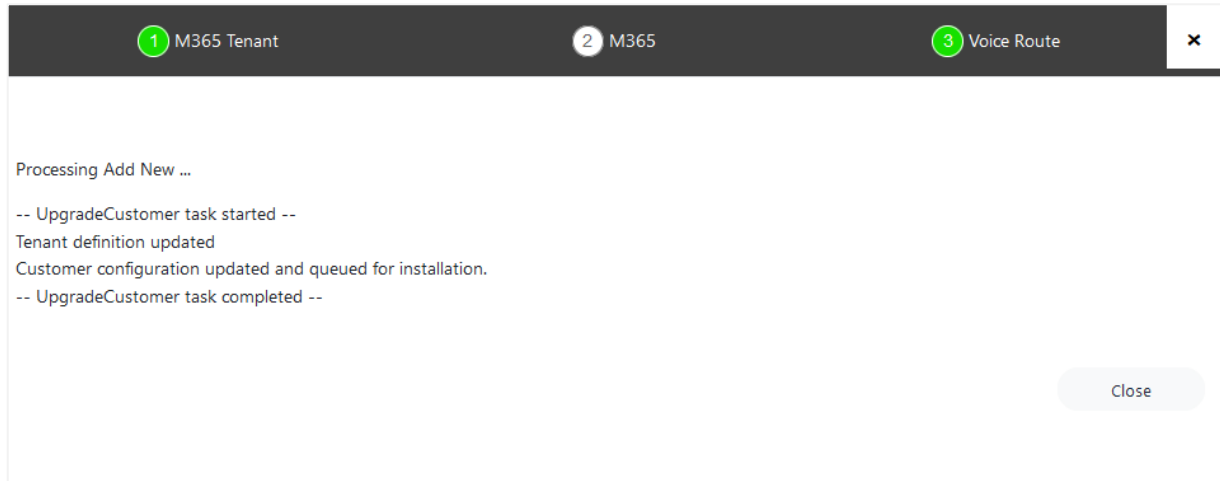 1 M365 Tenant 2 M365 3 Voice Route ×
Processing Add New ...
-- UpgradeCustomer task started --
Tenant definition updated
Customer configuration updated and queued for installation.
-- UpgradeCustomer task completed --
Close